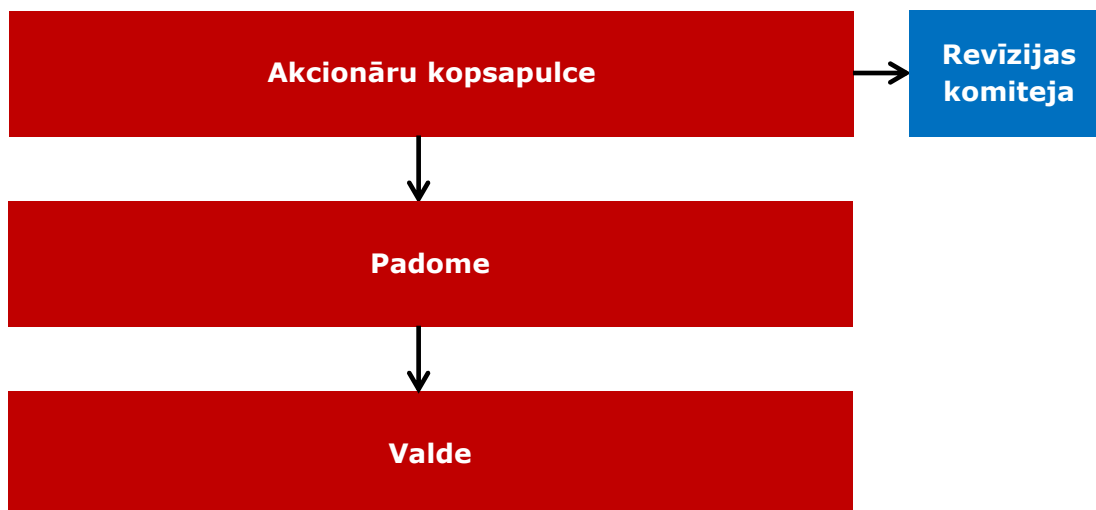 Akcionāru kopsapulce
Revīzijas
komiteja
Padome
Valde